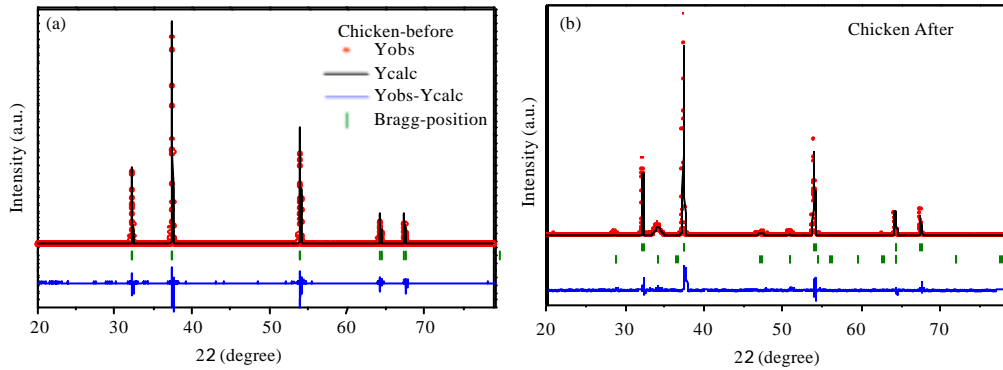 (a)
Chicken-before
Yobs
Ycalc
Yobs-Ycalc
Bragg-position
Intensity (a.u.)
20 30 40 50 60 70
22 (degree)
(b)
Chicken After
Intensity (a.u.)
20 30 40 50 60 70
22 (degree)